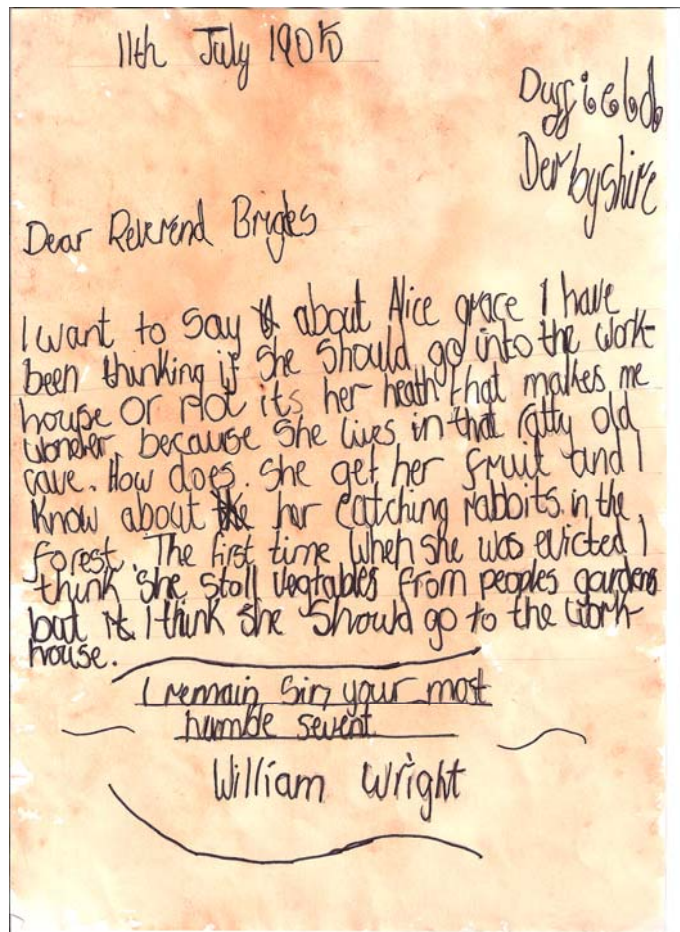 11th July 1905
Duffield
Derbyshire
Dear Reverend Brigles
I want to say about Alice grace I have
been thinking if she should go into the work-
house or not its her heath that makes me
wonder because she lives in that ratty old
cave. How does she get her fruit and I
know about her catching rabbits in the
forest. The first time when she was evicted I
think she stoll vegtables from peoples gardens
but it I think she should go to the work-
house.
I remain Sir, your most
humble sevent
William Wright